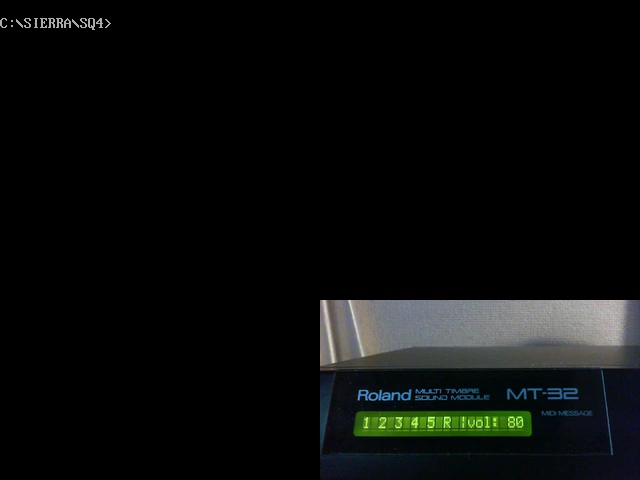 C:\SIERRA\SQ4>
Roland MULTI TIMBRE SOUND MODULE MT-32
MIDI MESSAGE
1 2 3 4 5 R |vol: 80